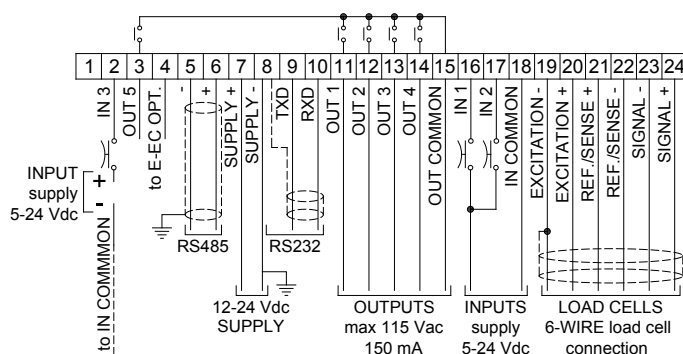 1 2 3 4 5 6 7 8 9 10 11 12 13 14 15 16 17 18 19 20 21 22 23 24
IN 3
OUT 5
to E-EC OPT.
-
+
SUPPLY +
SUPPLY -
TXD
RXD
OUT 1
OUT 2
OUT 3
OUT 4
OUT COMMON
IN 1
IN 2
IN COMMON
EXCITATION -
EXCITATION +
REF./SENSE +
REF./SENSE -
SIGNAL -
SIGNAL +
INPUT
supply
5-24 Vdc
+
-
to IN COMMMON
RS485
RS232
12-24 Vdc
SUPPLY
OUTPUTS
max 115 Vac
150 mA
INPUTS
supply
5-24 Vdc
LOAD CELLS
6-WIRE load cell
connection